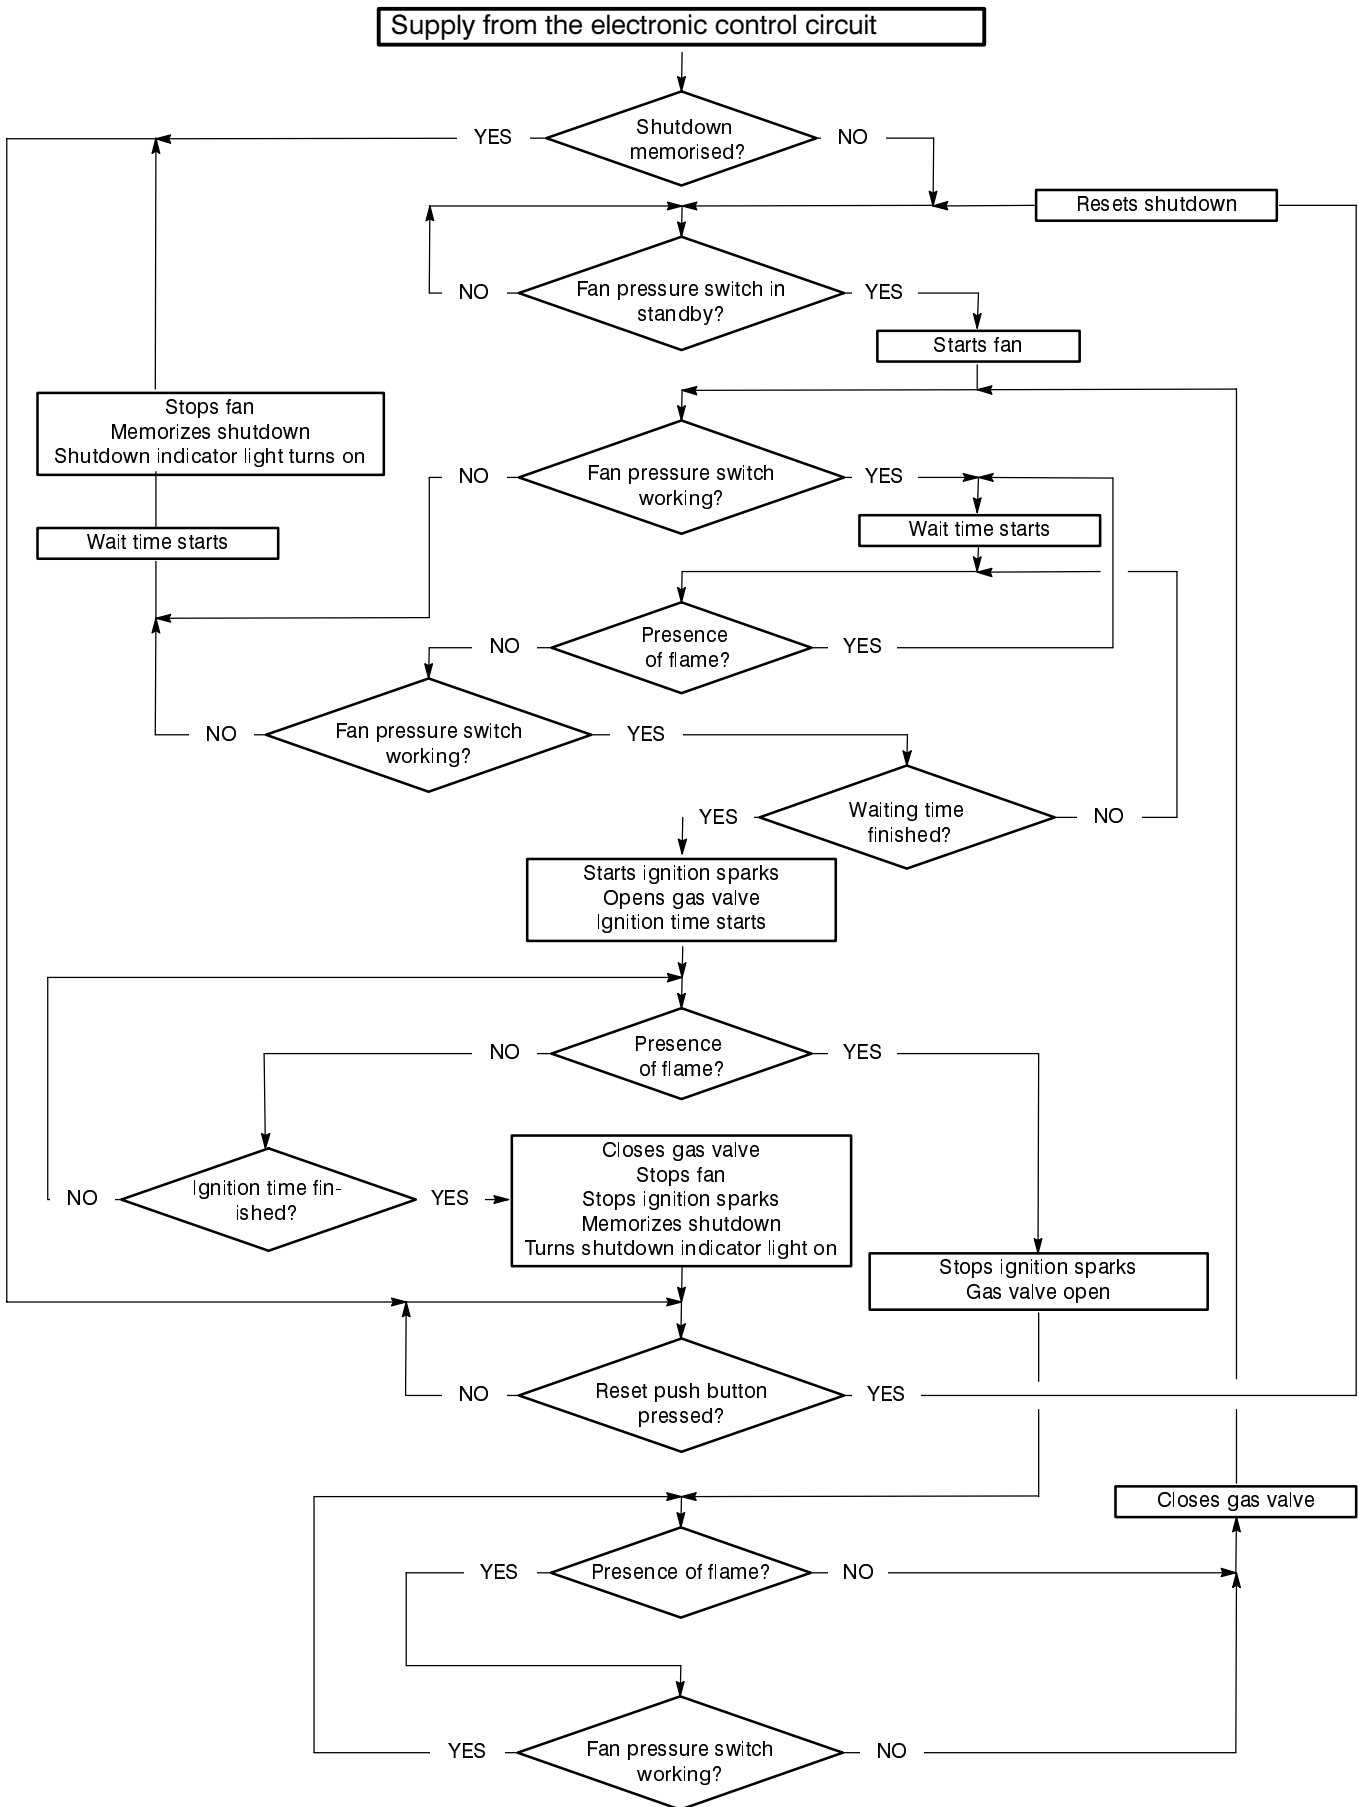 Supply from the electronic control circuit
Shutdown
memorised?
YES
NO
Resets shutdown
Fan pressure switch in
standby?
NO
YES
Starts fan
Stops fan
Memorizes shutdown
Shutdown indicator light turns on
Fan pressure switch
working?
NO
YES
Wait time starts
Wait time starts
Presence
of flame?
NO
YES
Fan pressure switch
working?
NO
YES
Waiting time
finished?
YES
NO
Starts ignition sparks
Opens gas valve
Ignition time starts
Presence
of flame?
NO
YES
Ignition time fin-
ished?
NO
YES
Closes gas valve
Stops fan
Stops ignition sparks
Memorizes shutdown
Turns shutdown indicator light on
Stops ignition sparks
Gas valve open
Reset push button
pressed?
NO
YES
Closes gas valve
Presence of flame?
YES
NO
Fan pressure switch
working?
YES
NO